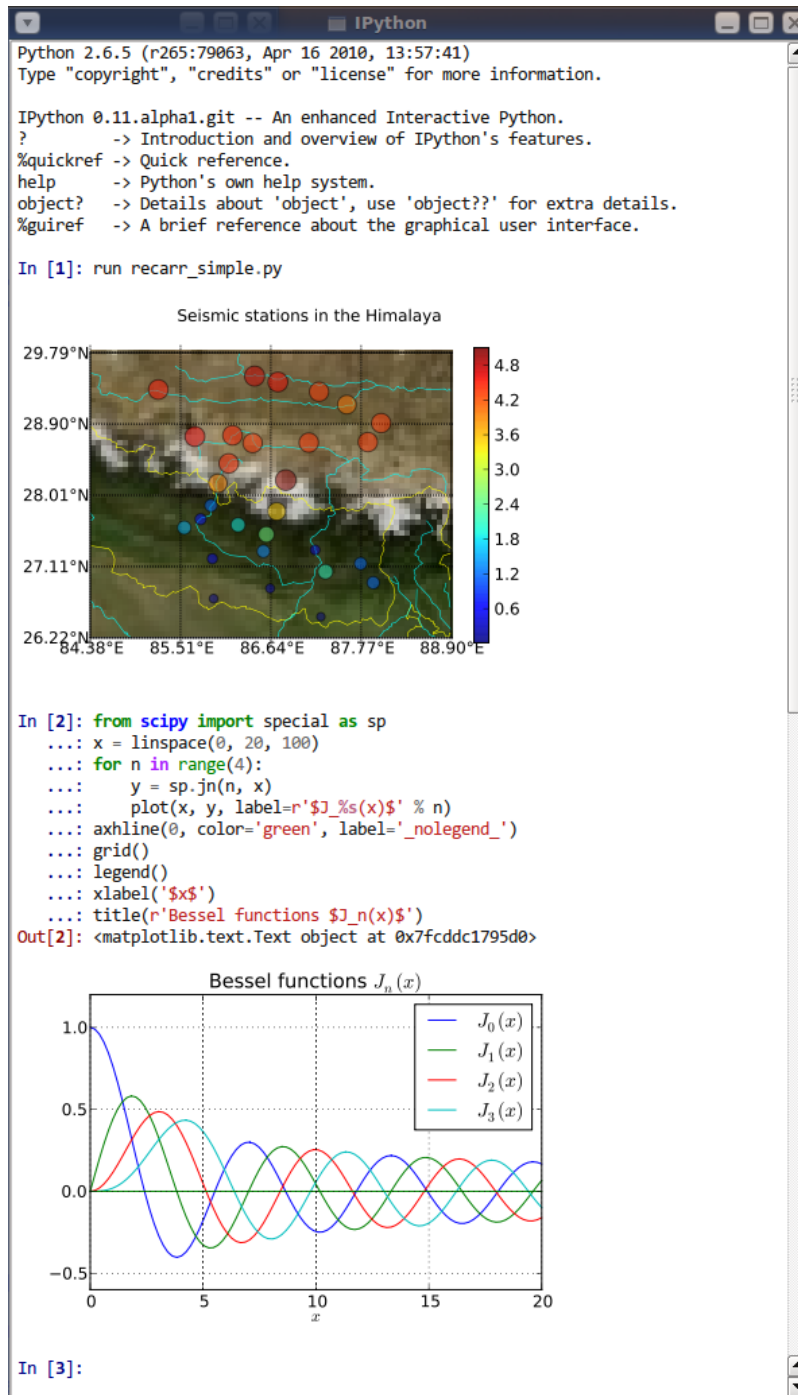 IPython
Python 2.6.5 (r265:79063, Apr 16 2010, 13:57:41)
Type "copyright", "credits" or "license" for more information.
IPython 0.11.alpha1.git -- An enhanced Interactive Python.
?         -> Introduction and overview of IPython's features.
%quickref -> Quick reference.
help      -> Python's own help system.
object?   -> Details about 'object', use 'object??' for extra details.
%guiref   -> A brief reference about the graphical user interface.
In [1]: run recarr_simple.py
Seismic stations in the Himalaya
29.79°N
28.90°N
28.01°N
27.11°N
26.22°N
84.38°E 85.51°E 86.64°E 87.77°E 88.90°E
4.8
4.2
3.6
3.0
2.4
1.8
1.2
0.6
In [2]: from scipy import special as sp
   ...: x = linspace(0, 20, 100)
   ...: for n in range(4):
   ...:     y = sp.jn(n, x)
   ...:     plot(x, y, label=r'$J_%s(x)$' % n)
   ...: axhline(0, color='green', label='_nolegend_')
   ...: grid()
   ...: legend()
   ...: xlabel('$x$')
   ...: title(r'Bessel functions $J_n(x)$')
Out[2]: <matplotlib.text.Text object at 0x7fcddc1795d0>
Bessel functions J_n(x)
1.0
0.5
0.0
−0.5
J_0(x)
J_1(x)
J_2(x)
J_3(x)
0 5 10 15 20
x
In [3]: